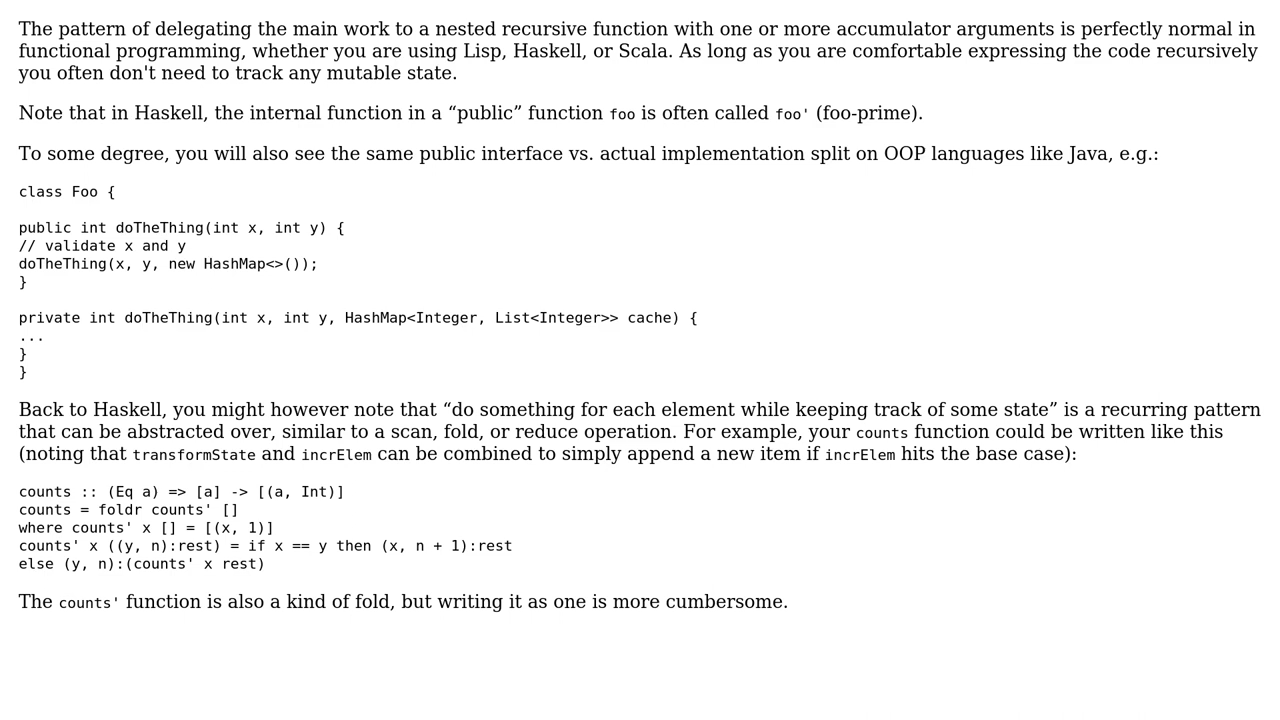 The pattern of delegating the main work to a nested recursive function with one or more accumulator arguments is perfectly normal in
functional programming, whether you are using Lisp, Haskell, or Scala. As long as you are comfortable expressing the code recursively
you often don't need to track any mutable state.
Note that in Haskell, the internal function in a “public” function foo is often called foo' (foo-prime).
To some degree, you will also see the same public interface vs. actual implementation split on OOP languages like Java, e.g.:
class Foo {
public int doTheThing(int x, int y) {
// validate x and y
doTheThing(x, y, new HashMap<>());
}
private int doTheThing(int x, int y, HashMap<Integer, List<Integer>> cache) {
...
}
}
Back to Haskell, you might however note that “do something for each element while keeping track of some state” is a recurring pattern
that can be abstracted over, similar to a scan, fold, or reduce operation. For example, your counts function could be written like this
(noting that transformState and incrElem can be combined to simply append a new item if incrElem hits the base case):
counts :: (Eq a) => [a] -> [(a, Int)]
counts = foldr counts' []
where counts' x [] = [(x, 1)]
counts' x ((y, n):rest) = if x == y then (x, n + 1):rest
else (y, n):(counts' x rest)
The counts' function is also a kind of fold, but writing it as one is more cumbersome.